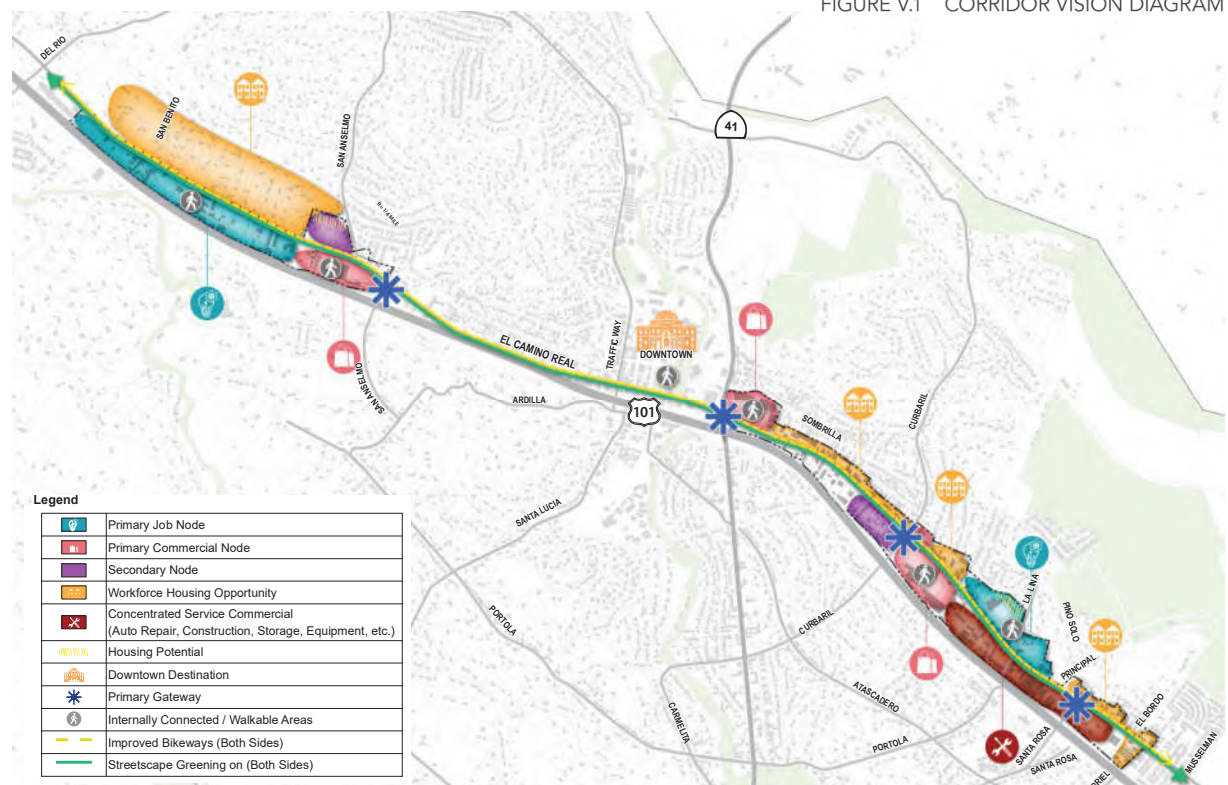 FIGURE V.1 CORRIDOR VISION DIAGRAM
DEL RIO
SAN BENITO
SAN ANSELMO
41
EL CAMINO REAL
TRAFFIC WAY
DOWNTOWN
SAN ANSELMO
ARDILLA
101
SOMBRILLA
CURBARIL
SANTA LUCIA
LA LINA
PINO SOLO
PORTOLA
CURBARIL
PRINCIPAL
EL BORDO
ATASCADERO
CARMELITA
PORTOLA
SANTA ROSA
SANTA ROSA
MUSSELMAN
Legend
Primary Job Node
Primary Commercial Node
Secondary Node
Workforce Housing Opportunity
Concentrated Service Commercial
(Auto Repair, Construction, Storage, Equipment, etc.)
Housing Potential
Downtown Destination
Primary Gateway
Internally Connected / Walkable Areas
Improved Bikeways (Both Sides)
Streetscape Greening on (Both Sides)